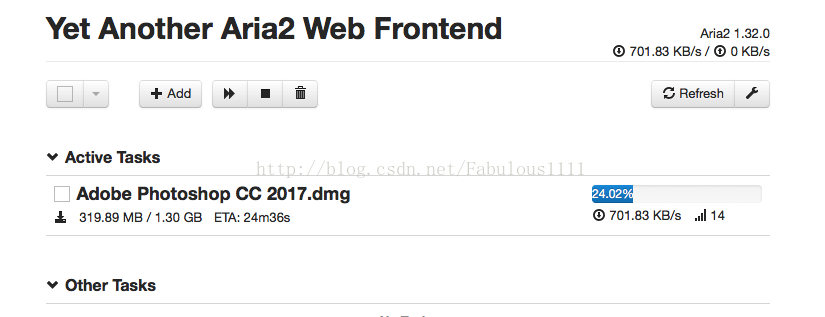 Yet Another Aria2 Web Frontend
Aria2 1.32.0
701.83 KB/s / 0 KB/s
Add
Refresh
Active Tasks
http://blog.csdn.net/Fabulous1111
Adobe Photoshop CC 2017.dmg
24.02%
319.89 MB / 1.30 GB ETA: 24m36s
701.83 KB/s 14
Other Tasks